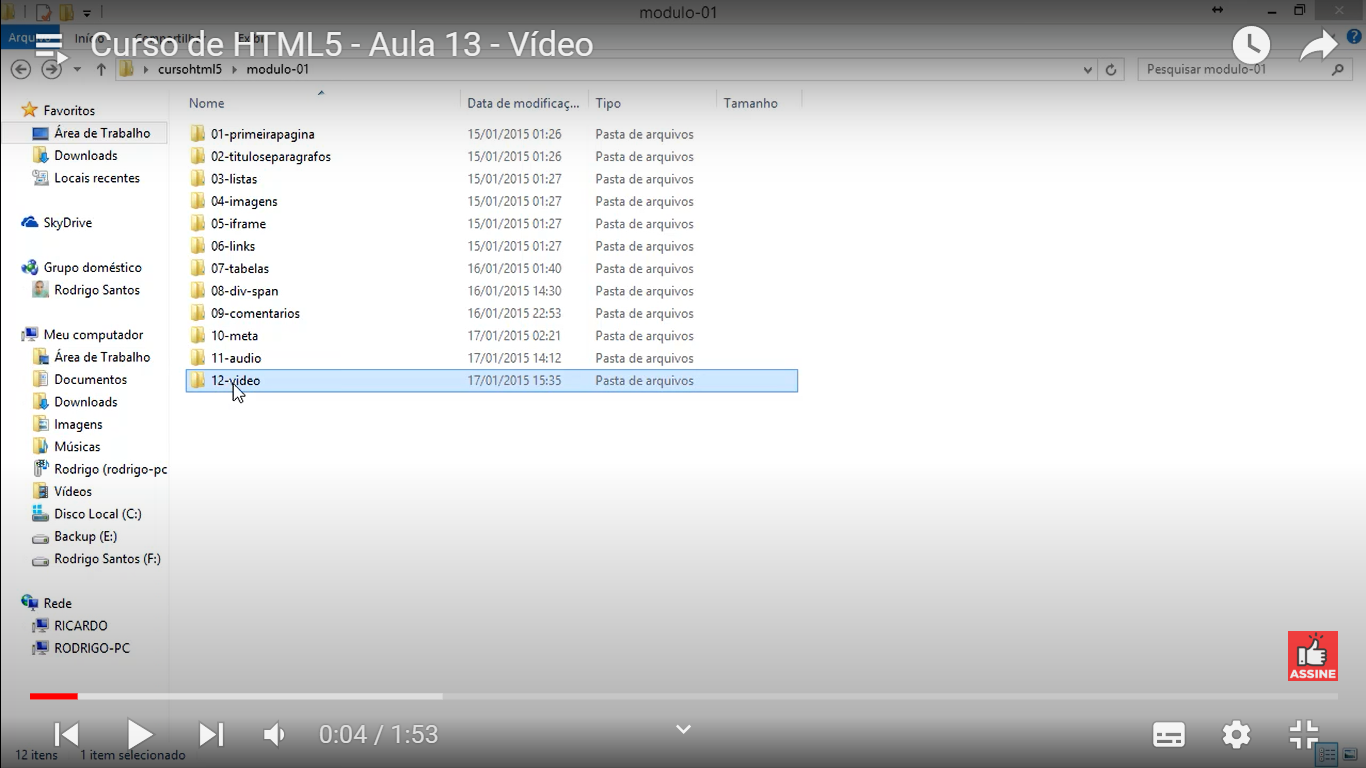 modulo-01
Arquivo Início Compartilhar Exibir
Curso de HTML5 - Aula 13 - Vídeo
cursohtml5 modulo-01 Pesquisar modulo-01
Nome Data de modificaç... Tipo Tamanho
Favoritos
Área de Trabalho
Downloads
Locais recentes
SkyDrive
Grupo doméstico
Rodrigo Santos
Meu computador
Área de Trabalho
Documentos
Downloads
Imagens
Músicas
Rodrigo (rodrigo-pc
Vídeos
Disco Local (C:)
Backup (E:)
Rodrigo Santos (F:)
Rede
RICARDO
RODRIGO-PC
01-primeirapagina 15/01/2015 01:26 Pasta de arquivos
02-tituloseparagrafos 15/01/2015 01:26 Pasta de arquivos
03-listas 15/01/2015 01:27 Pasta de arquivos
04-imagens 15/01/2015 01:27 Pasta de arquivos
05-iframe 15/01/2015 01:27 Pasta de arquivos
06-links 15/01/2015 01:27 Pasta de arquivos
07-tabelas 16/01/2015 01:40 Pasta de arquivos
08-div-span 16/01/2015 14:30 Pasta de arquivos
09-comentarios 16/01/2015 22:53 Pasta de arquivos
10-meta 17/01/2015 02:21 Pasta de arquivos
11-audio 17/01/2015 14:12 Pasta de arquivos
12-video 17/01/2015 15:35 Pasta de arquivos
ASSINE
0:04 / 1:53
12 itens 1 item selecionado